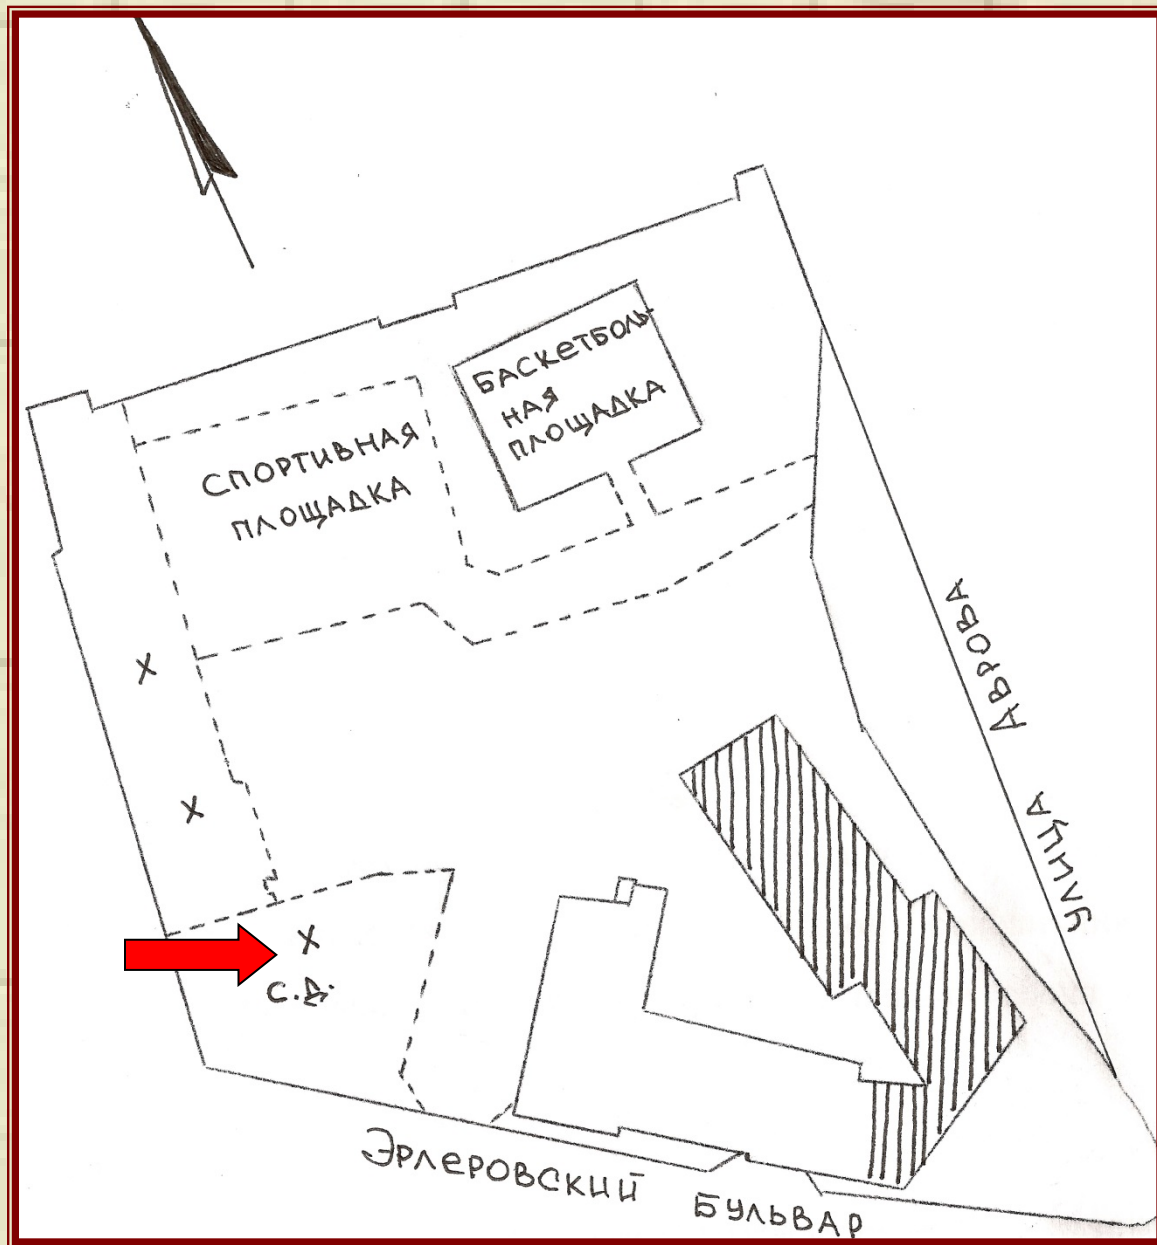 БАСКЕТБОЛЬ-
НАЯ
ПЛОЩАДКА
СПОРТИВНАЯ
ПЛОЩАДКА
УЛИЦА АВРОВА
X
X
X
С.Д.
ЭРЛЕРОВСКИЙ БУЛЬВАР